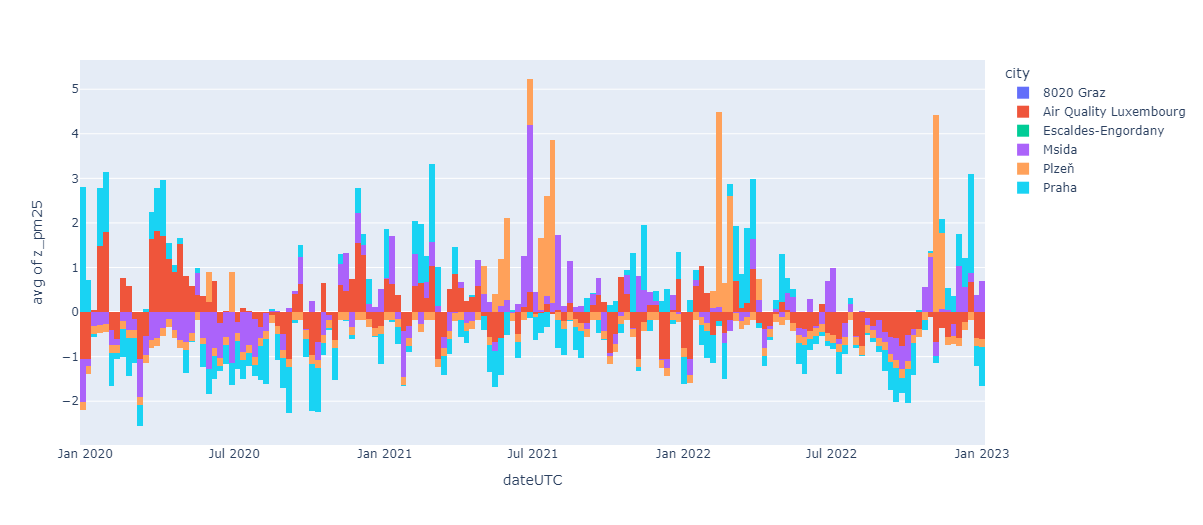 city
8020 Graz
Air Quality Luxembourg
Escaldes-Engordany
Msida
Plzeň
Praha
avg of z_pm25
5
4
3
2
1
0
−1
−2
Jan 2020
Jul 2020
Jan 2021
Jul 2021
Jan 2022
Jul 2022
Jan 2023
dateUTC